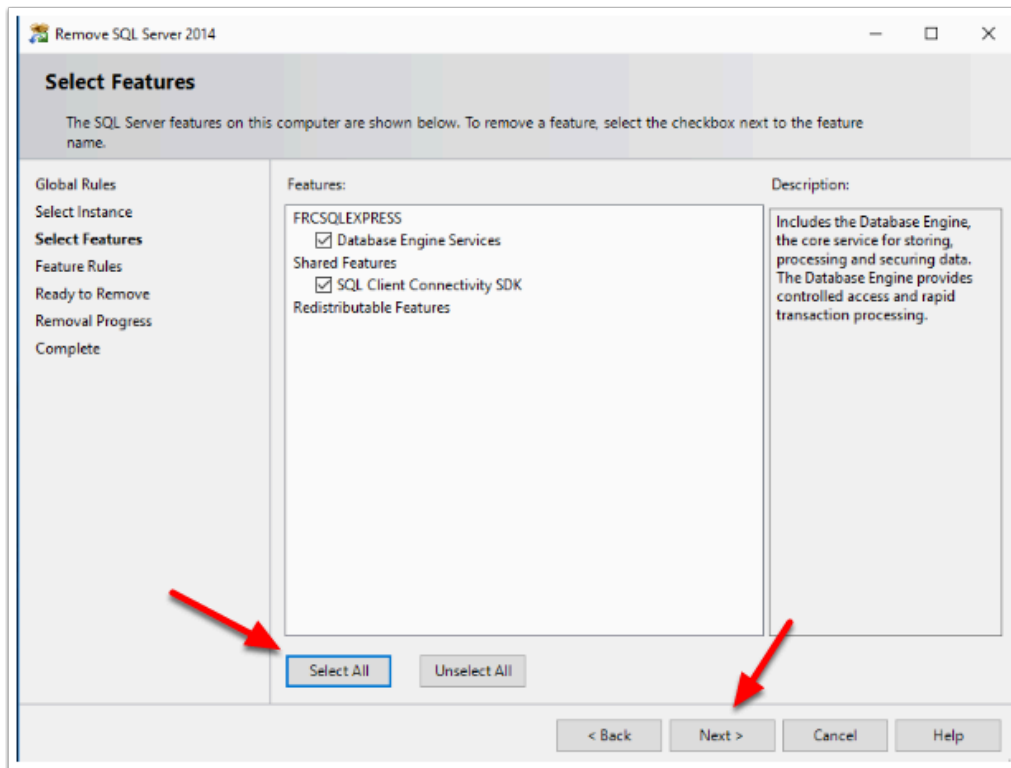 Remove SQL Server 2014
Select Features
The SQL Server features on this computer are shown below. To remove a feature, select the checkbox next to the feature
name.
Global Rules
Select Instance
Select Features
Feature Rules
Ready to Remove
Removal Progress
Complete
Features:
FRCSQLEXPRESS
Database Engine Services
Shared Features
SQL Client Connectivity SDK
Redistributable Features
Description:
Includes the Database Engine,
the core service for storing,
processing and securing data.
The Database Engine provides
controlled access and rapid
transaction processing.
Select All
Unselect All
< Back
Next >
Cancel
Help